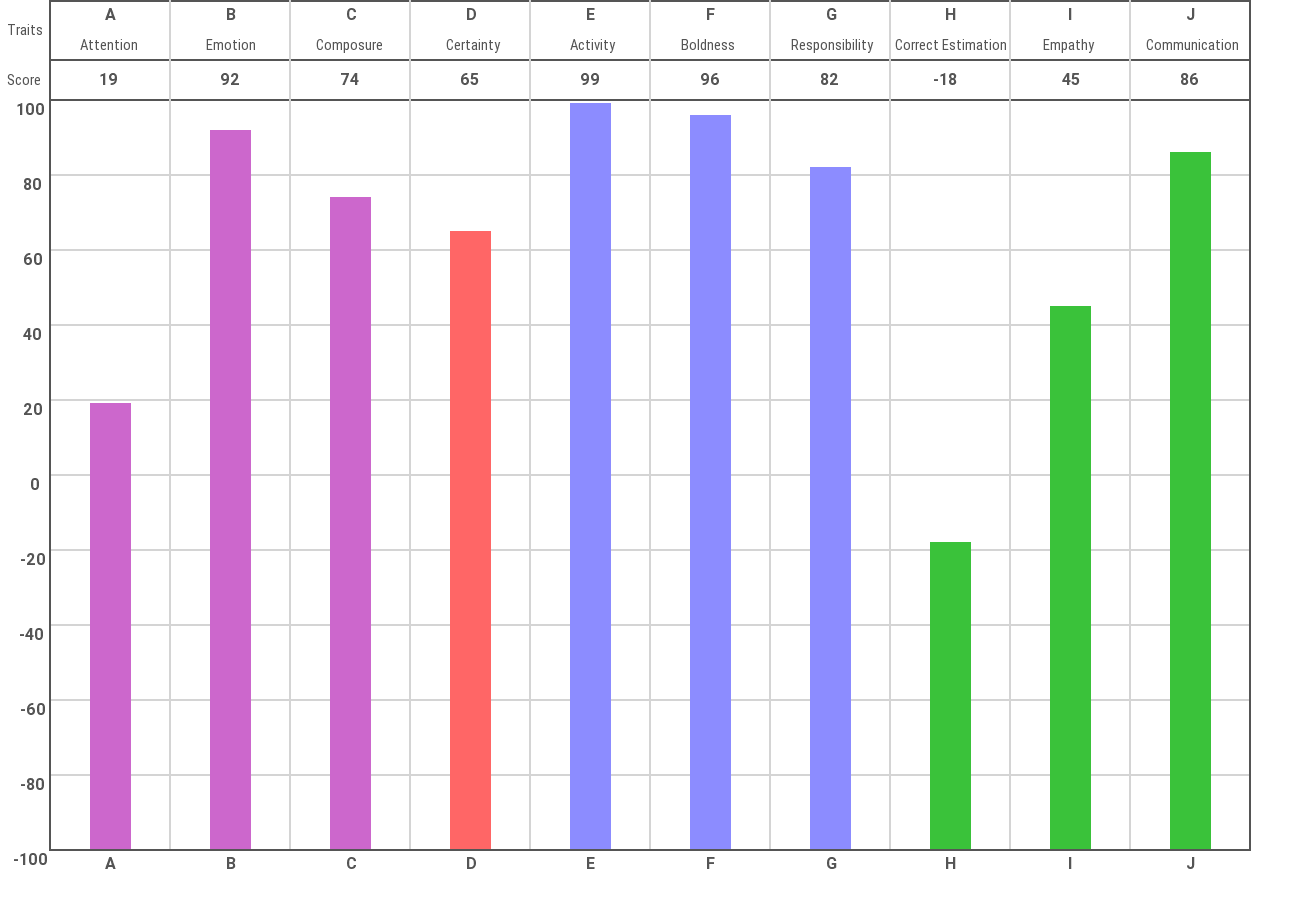 Traits A B C D E F G H I J
Attention Emotion Composure Certainty Activity Boldness Responsibility Correct Estimation Empathy Communication
Score 19 92 74 65 99 96 82 -18 45 86
100
80
60
40
20
0
-20
-40
-60
-80
-100
A B C D E F G H I J